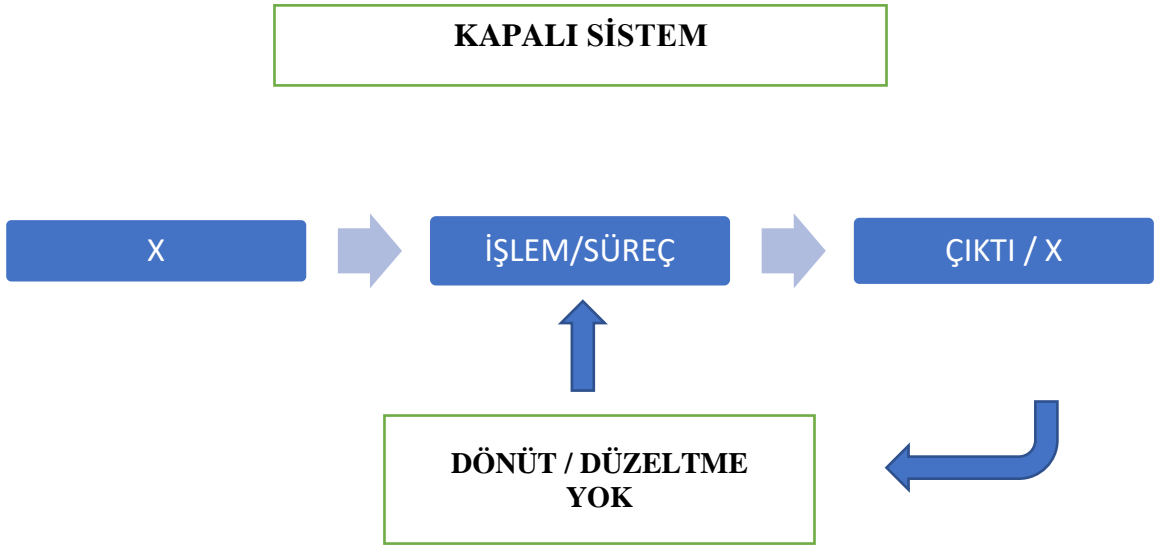 KAPALI SİSTEM
X
İŞLEM/SÜREÇ
ÇIKTI / X
DÖNÜT / DÜZELTME
YOK